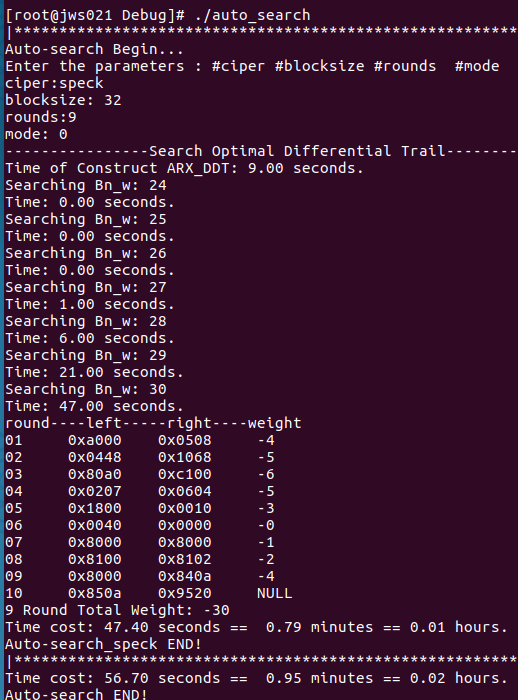 [root@jws021 Debug]# ./auto_search
|*********************************************************
Auto-search Begin...
Enter the parameters : #ciper #blocksize #rounds  #mode
ciper:speck
blocksize: 32
rounds:9
mode: 0
----------------Search Optimal Differential Trail--------
Time of Construct ARX_DDT: 9.00 seconds.
Searching Bn_w: 24
Time: 0.00 seconds.
Searching Bn_w: 25
Time: 0.00 seconds.
Searching Bn_w: 26
Time: 0.00 seconds.
Searching Bn_w: 27
Time: 1.00 seconds.
Searching Bn_w: 28
Time: 6.00 seconds.
Searching Bn_w: 29
Time: 21.00 seconds.
Searching Bn_w: 30
Time: 47.00 seconds.
round----left-----right----weight
01     0xa000    0x0508    -4
02     0x0448    0x1068    -5
03     0x80a0    0xc100    -6
04     0x0207    0x0604    -5
05     0x1800    0x0010    -3
06     0x0040    0x0000    -0
07     0x8000    0x8000    -1
08     0x8100    0x8102    -2
09     0x8000    0x840a    -4
10     0x850a    0x9520    NULL
9 Round Total Weight: -30
Time cost: 47.40 seconds ==  0.79 minutes == 0.01 hours.
Auto-search_speck END!
|*********************************************************
Time cost: 56.70 seconds ==  0.95 minutes == 0.02 hours.
Auto-search END!